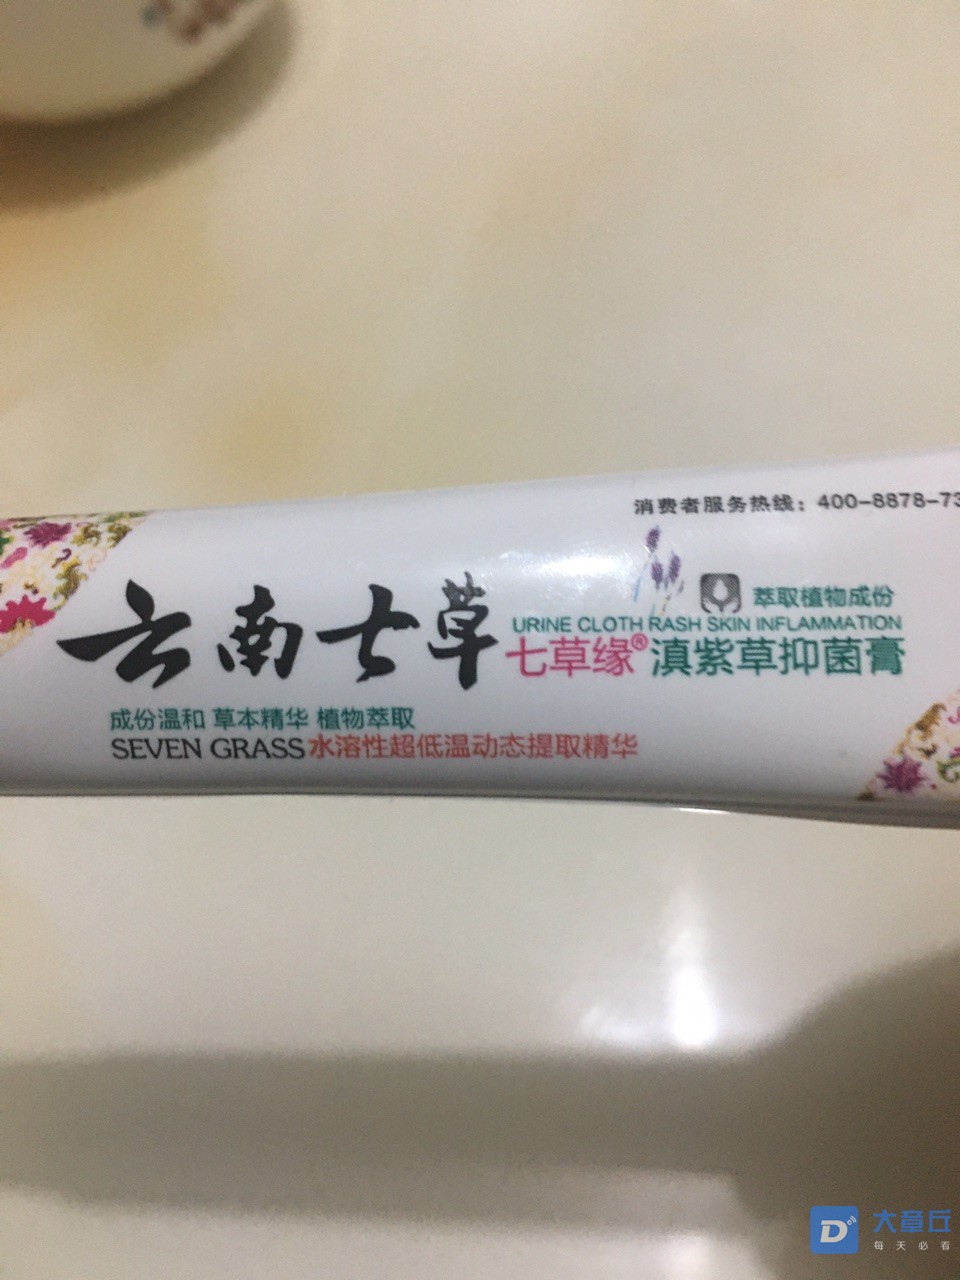 消费者服务热线：400-8878-73
萃取植物成份
云南七草
URINE CLOTH RASH SKIN INFLAMMATION
七草缘®滇紫草抑菌膏
成份温和 草本精华 植物萃取
SEVEN GRASS水溶性超低温动态提取精华
D
大章丘
每天必看